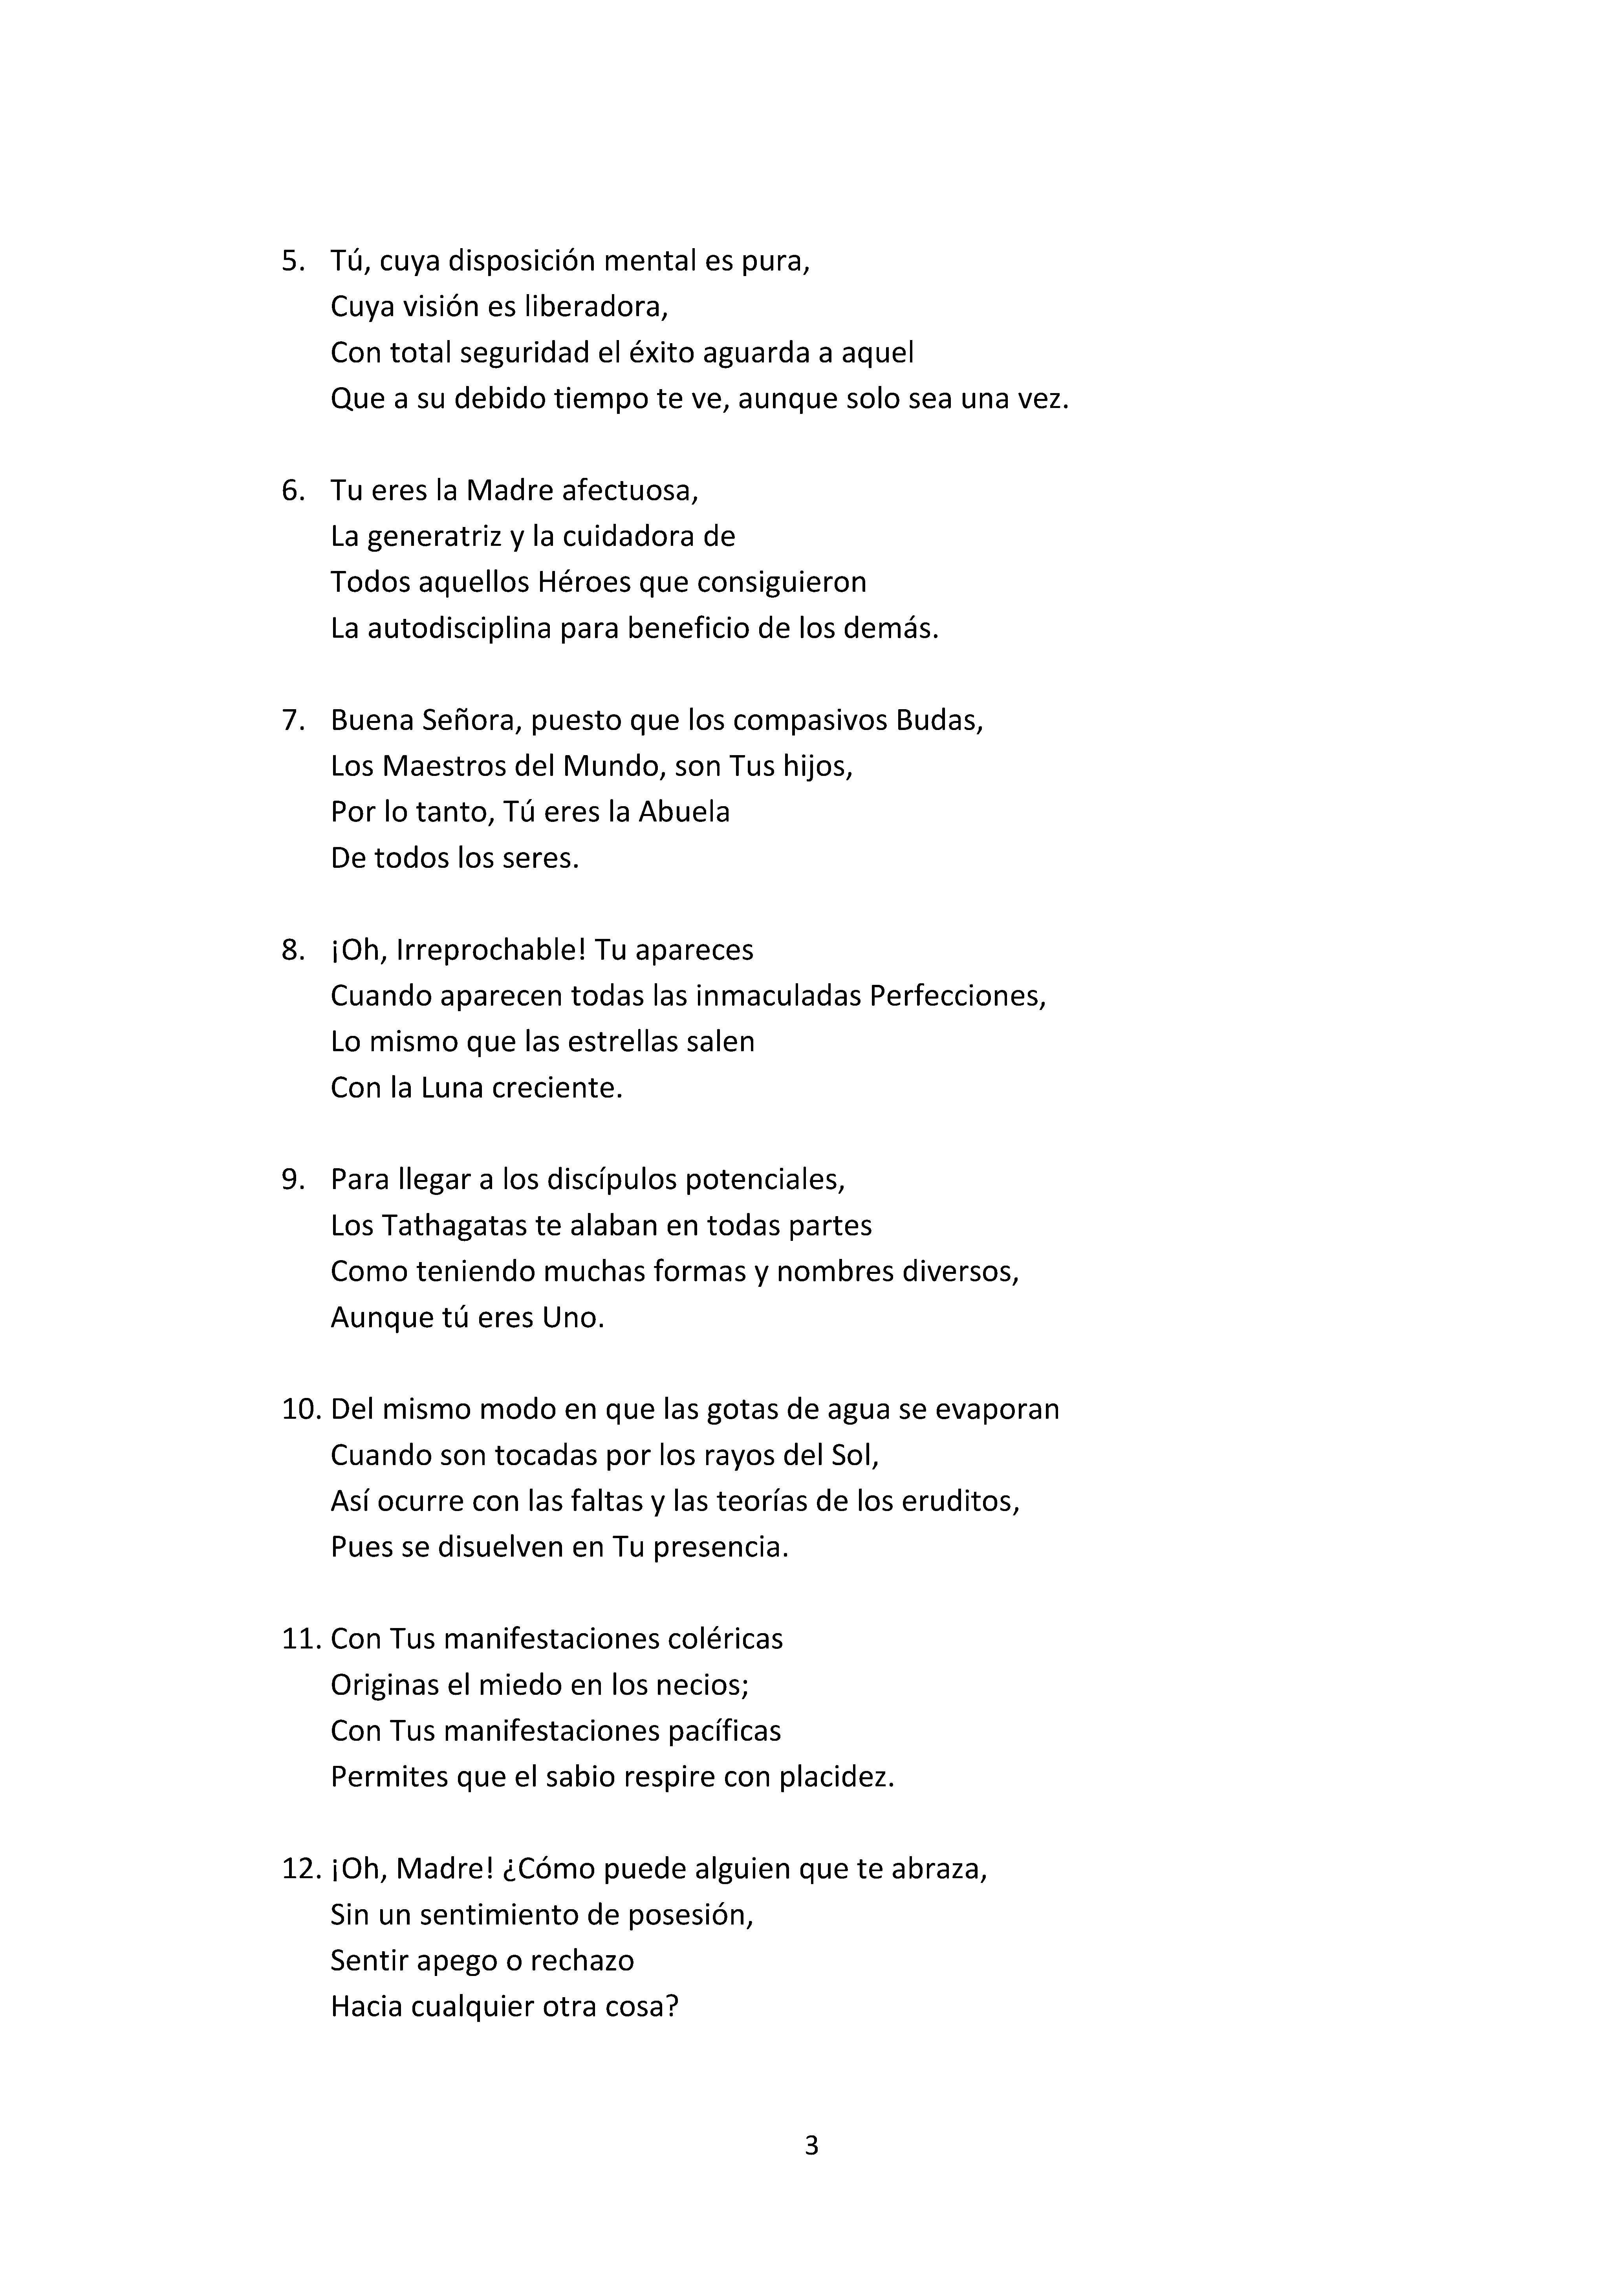 5. Tú, cuya disposición mental es pura,
Cuya visión es liberadora,
Con total seguridad el éxito aguarda a aquel
Que a su debido tiempo te ve, aunque solo sea una vez.
6. Tu eres la Madre afectuosa,
La generatriz y la cuidadora de
Todos aquellos Héroes que consiguieron
La autodisciplina para beneficio de los demás.
7. Buena Señora, puesto que los compasivos Budas,
Los Maestros del Mundo, son Tus hijos,
Por lo tanto, Tú eres la Abuela
De todos los seres.
8. ¡Oh, Irreprochable! Tu apareces
Cuando aparecen todas las inmaculadas Perfecciones,
Lo mismo que las estrellas salen
Con la Luna creciente.
9. Para llegar a los discípulos potenciales,
Los Tathagatas te alaban en todas partes
Como teniendo muchas formas y nombres diversos,
Aunque tú eres Uno.
10. Del mismo modo en que las gotas de agua se evaporan
Cuando son tocadas por los rayos del Sol,
Así ocurre con las faltas y las teorías de los eruditos,
Pues se disuelven en Tu presencia.
11. Con Tus manifestaciones coléricas
Originas el miedo en los necios;
Con Tus manifestaciones pacíficas
Permites que el sabio respire con placidez.
12. ¡Oh, Madre! ¿Cómo puede alguien que te abraza,
Sin un sentimiento de posesión,
Sentir apego o rechazo
Hacia cualquier otra cosa?
3